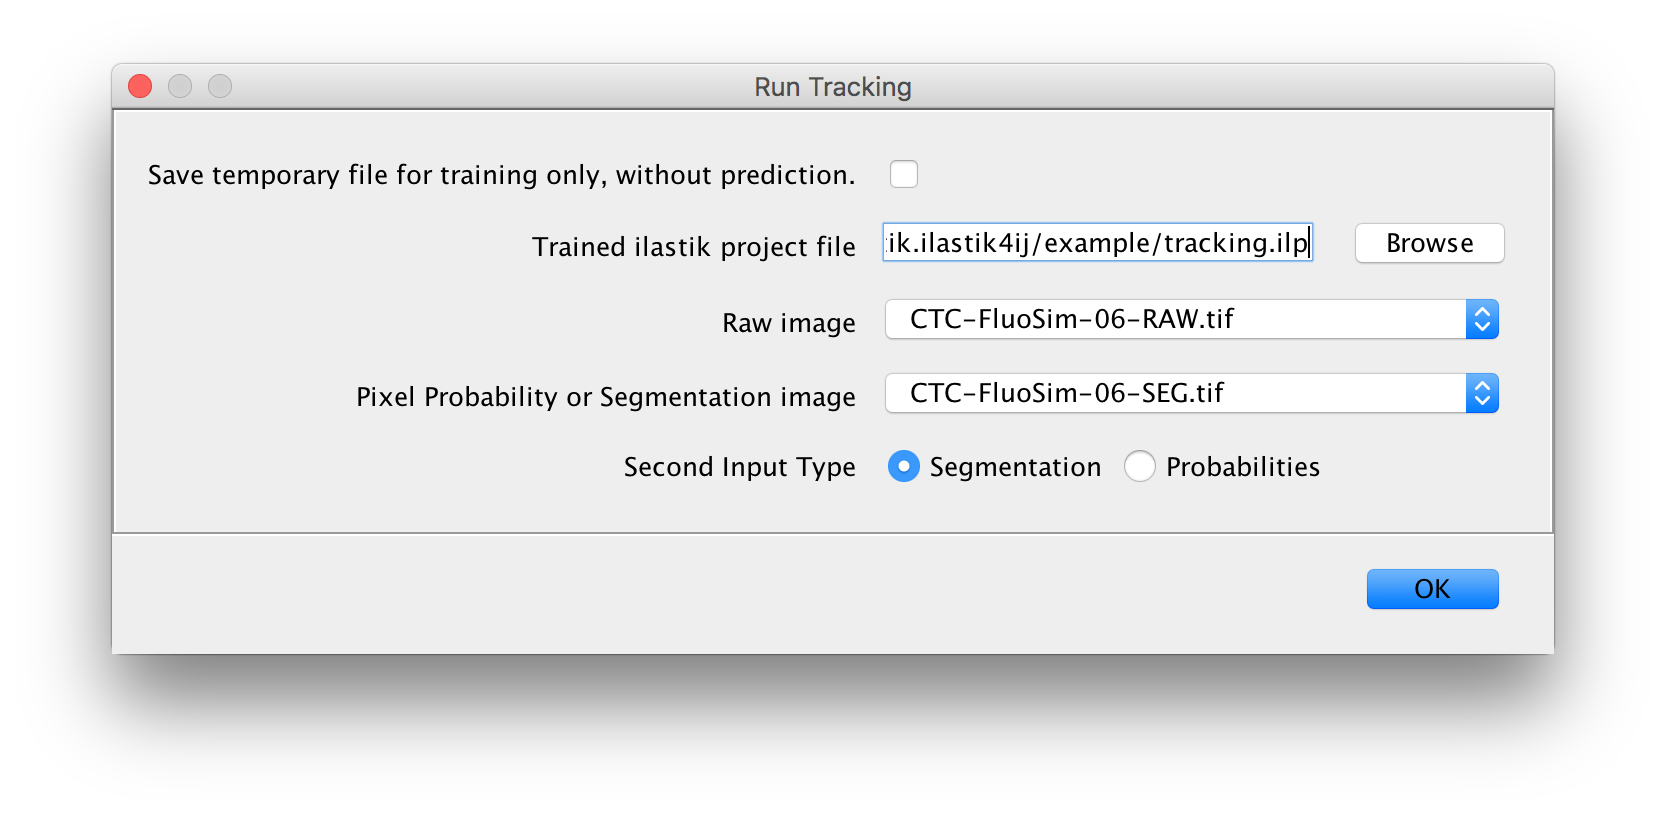 Run Tracking
Save temporary file for training only, without prediction.
Trained ilastik project file ik.ilastik4ij/example/tracking.ilp Browse
Raw image CTC-FluoSim-06-RAW.tif
Pixel Probability or Segmentation image CTC-FluoSim-06-SEG.tif
Second Input Type Segmentation Probabilities
OK